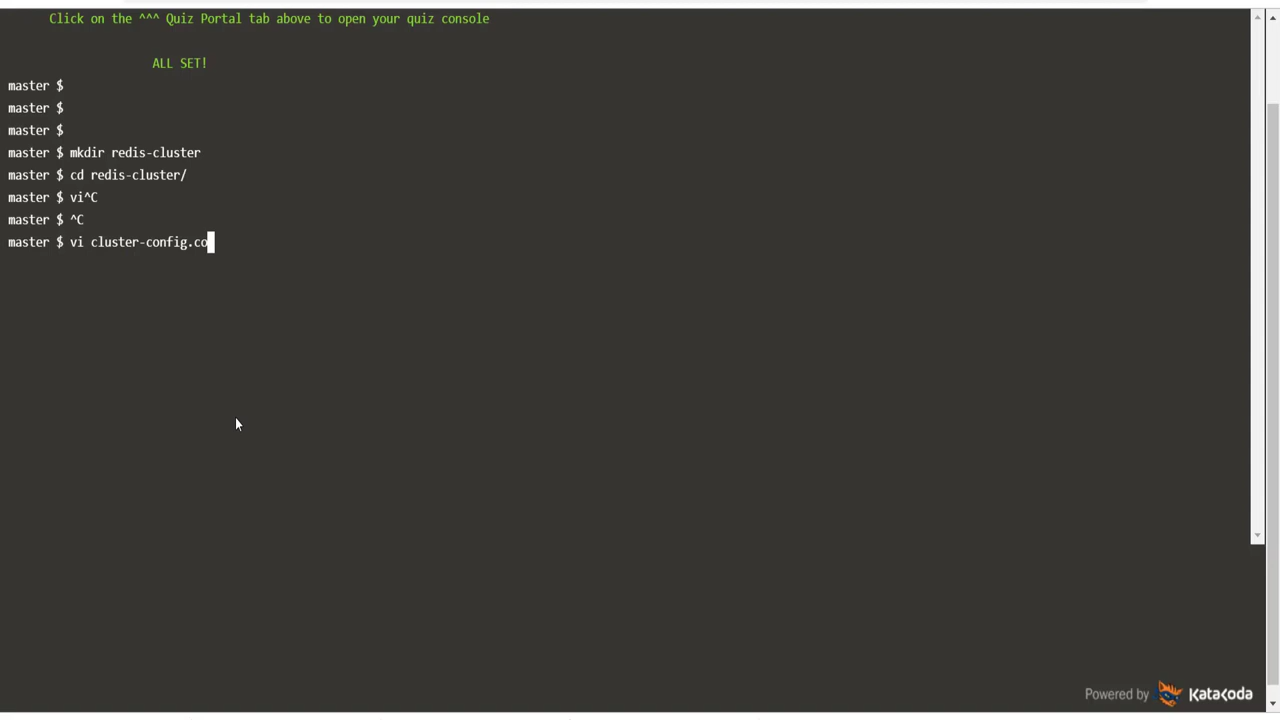 Click on the ^^^ Quiz Portal tab above to open your quiz console
ALL SET!
master $
master $
master $
master $ mkdir redis-cluster
master $ cd redis-cluster/
master $ vi^C
master $ ^C
master $ vi cluster-config.co
Powered by Katacoda